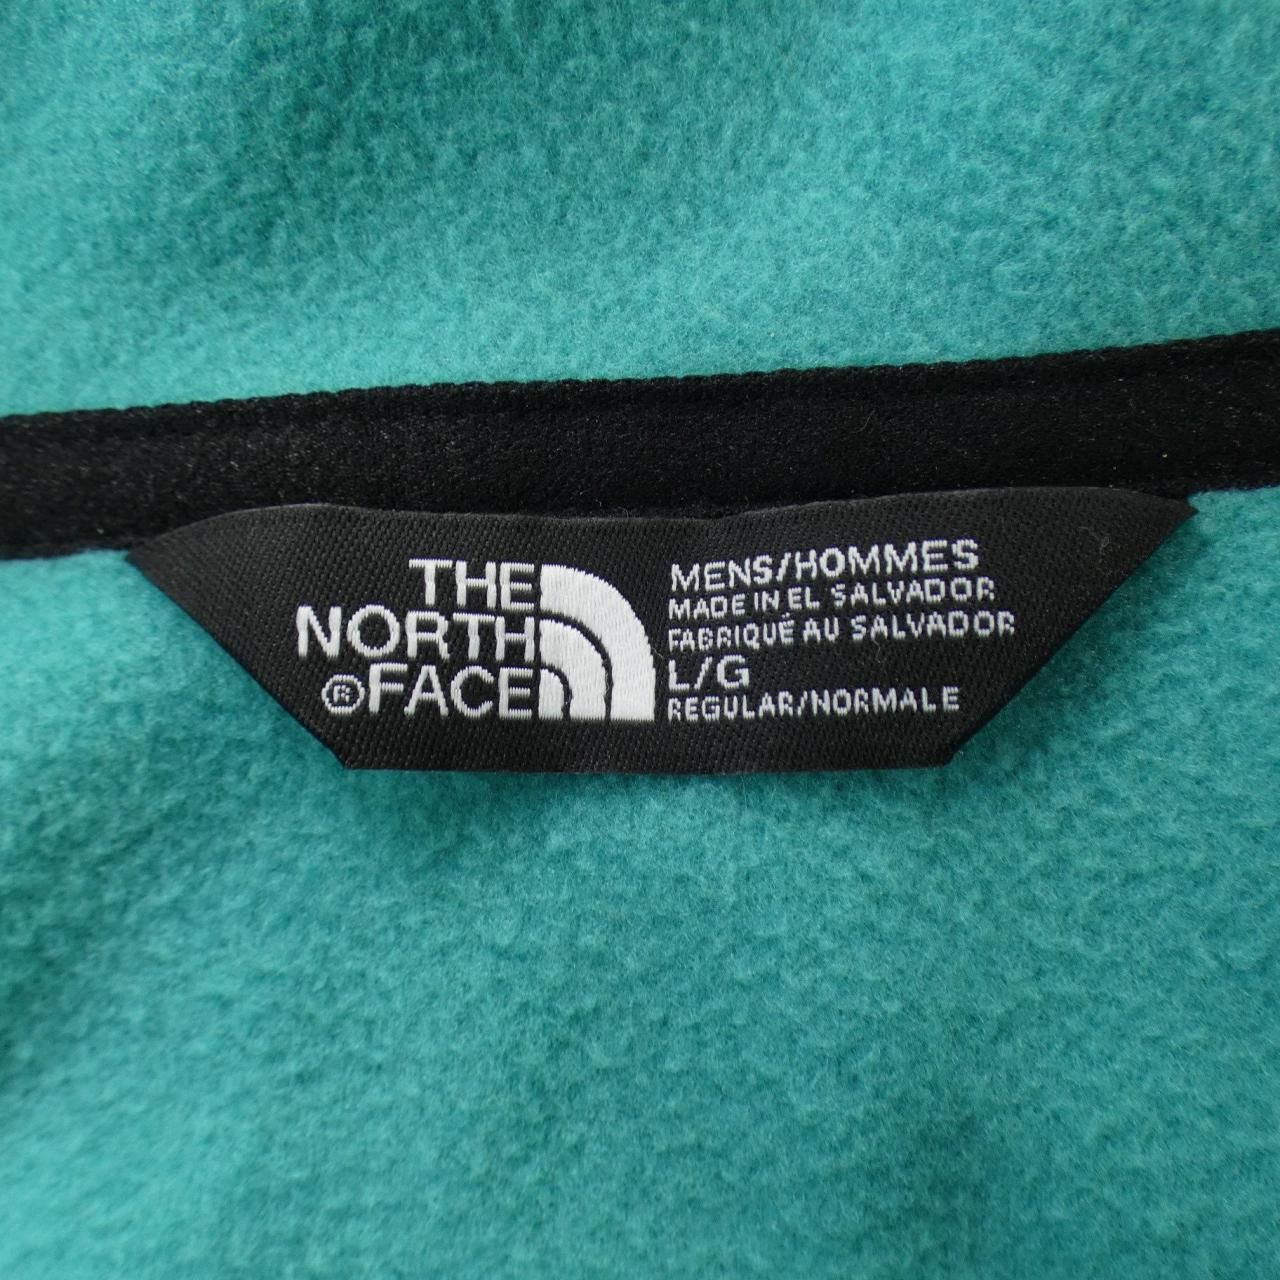 THE
NORTH
®FACE
MENS/HOMMES
MADE IN EL SALVADOR
FABRIQUÉ AU SALVADOR
L/G
REGULAR/NORMALE